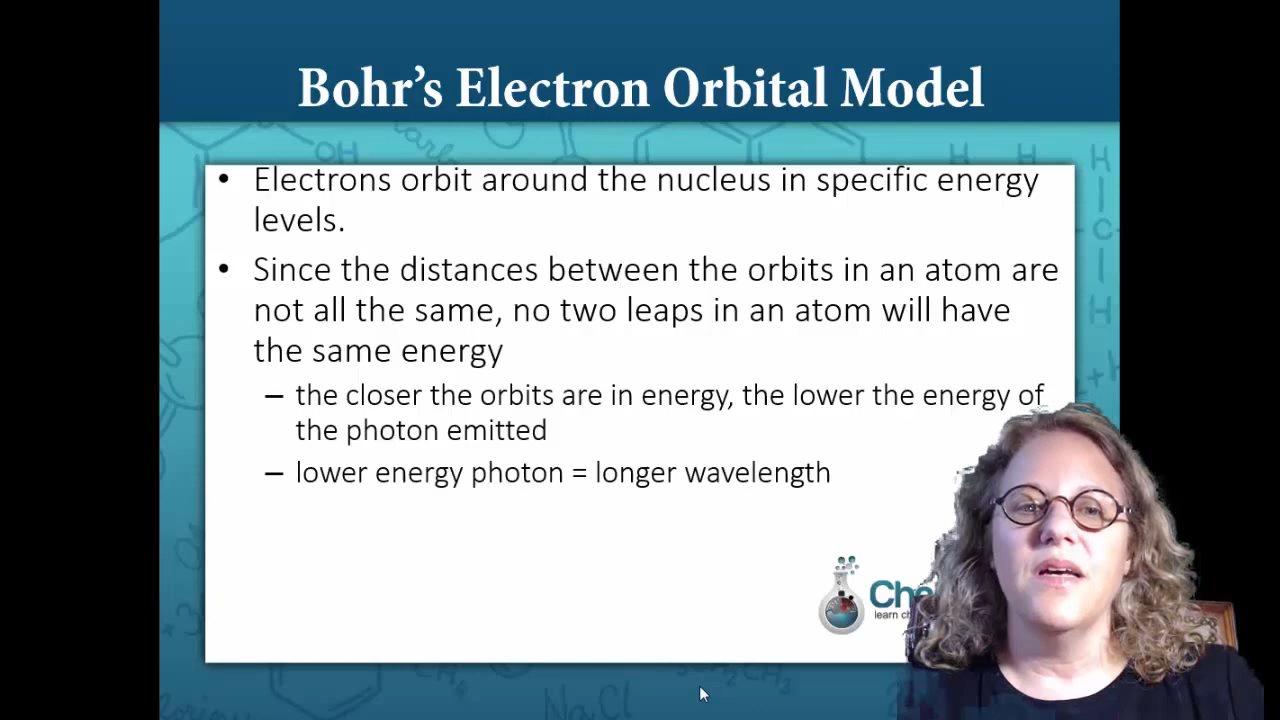 Bohr's Electron Orbital Model
• Electrons orbit around the nucleus in specific energy
levels.
• Since the distances between the orbits in an atom are
not all the same, no two leaps in an atom will have
the same energy
– the closer the orbits are in energy, the lower the energy of
the photon emitted
– lower energy photon = longer wavelength
OH
H H H
C
H
NaCl